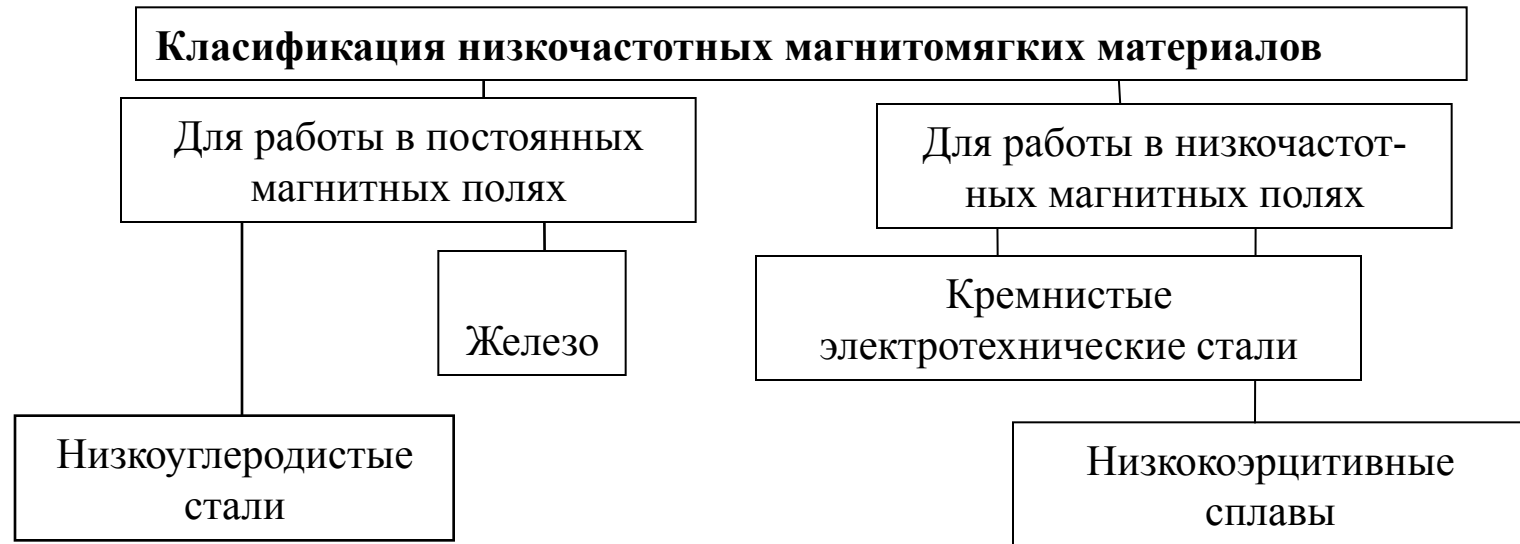 Класификация низкочастотных магнитомягких материалов
Для работы в постоянных
магнитных полях
Для работы в низкочастот-
ных магнитных полях
Железо
Кремнистые
электротехнические стали
Низкоуглеродистые
стали
Низкокоэрцитивные
сплавы